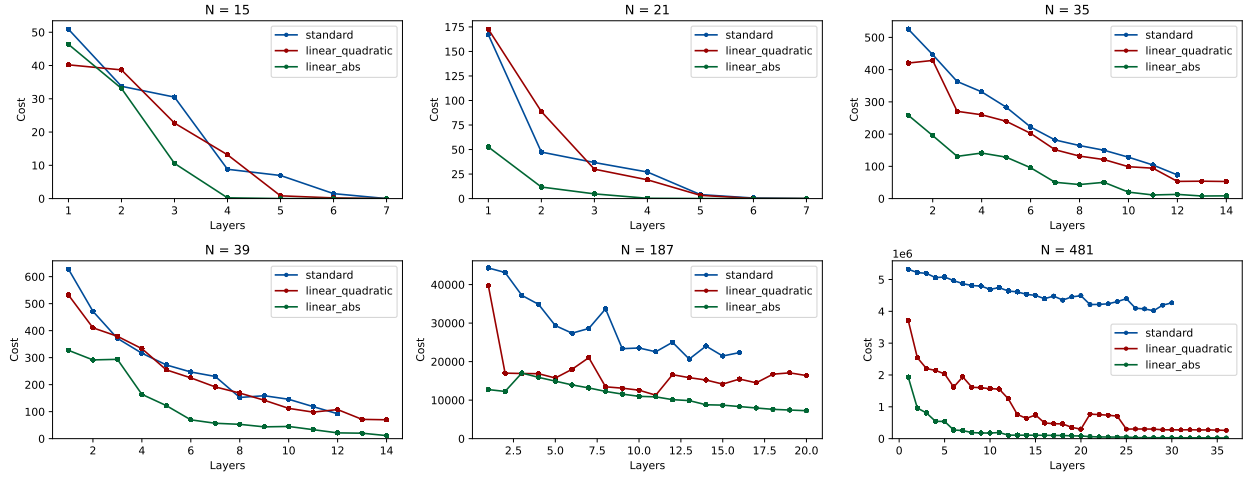 N = 15
50
40
30
20
10
0
Cost
1 2 3 4 5 6 7
Layers
standard
linear_quadratic
linear_abs
N = 21
175
150
125
100
75
50
25
0
Cost
1 2 3 4 5 6 7
Layers
standard
linear_quadratic
linear_abs
N = 35
500
400
300
200
100
0
Cost
2 4 6 8 10 12 14
Layers
standard
linear_quadratic
linear_abs
N = 39
600
500
400
300
200
100
0
Cost
2 4 6 8 10 12 14
Layers
standard
linear_quadratic
linear_abs
N = 187
40000
30000
20000
10000
0
Cost
2.5 5.0 7.5 10.0 12.5 15.0 17.5 20.0
Layers
standard
linear_quadratic
linear_abs
N = 481
1e6
5
4
3
2
1
0
Cost
0 5 10 15 20 25 30 35
Layers
standard
linear_quadratic
linear_abs